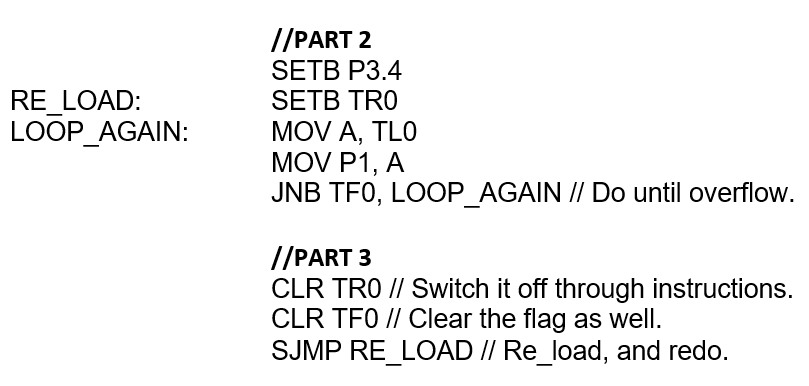 //PART 2
SETB P3.4
RE_LOAD: SETB TR0
LOOP_AGAIN: MOV A, TL0
MOV P1, A
JNB TF0, LOOP_AGAIN // Do until overflow.
//PART 3
CLR TR0 // Switch it off through instructions.
CLR TF0 // Clear the flag as well.
SJMP RE_LOAD // Re_load, and redo.